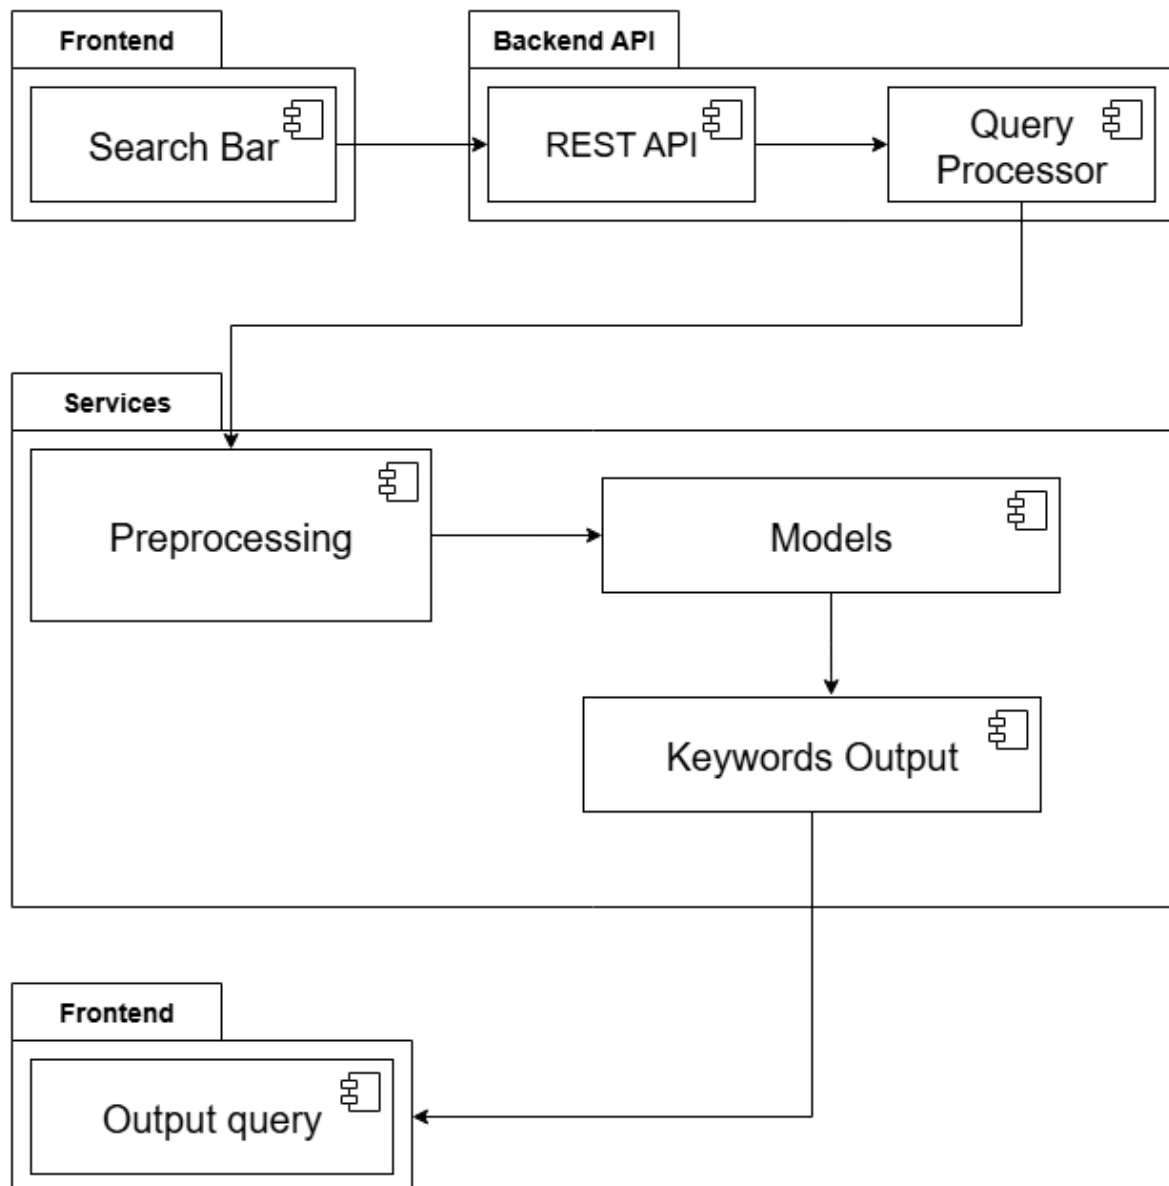 Frontend
Backend API
Search Bar
REST API
Query
Processor
Services
Preprocessing
Models
Keywords Output
Frontend
Output query